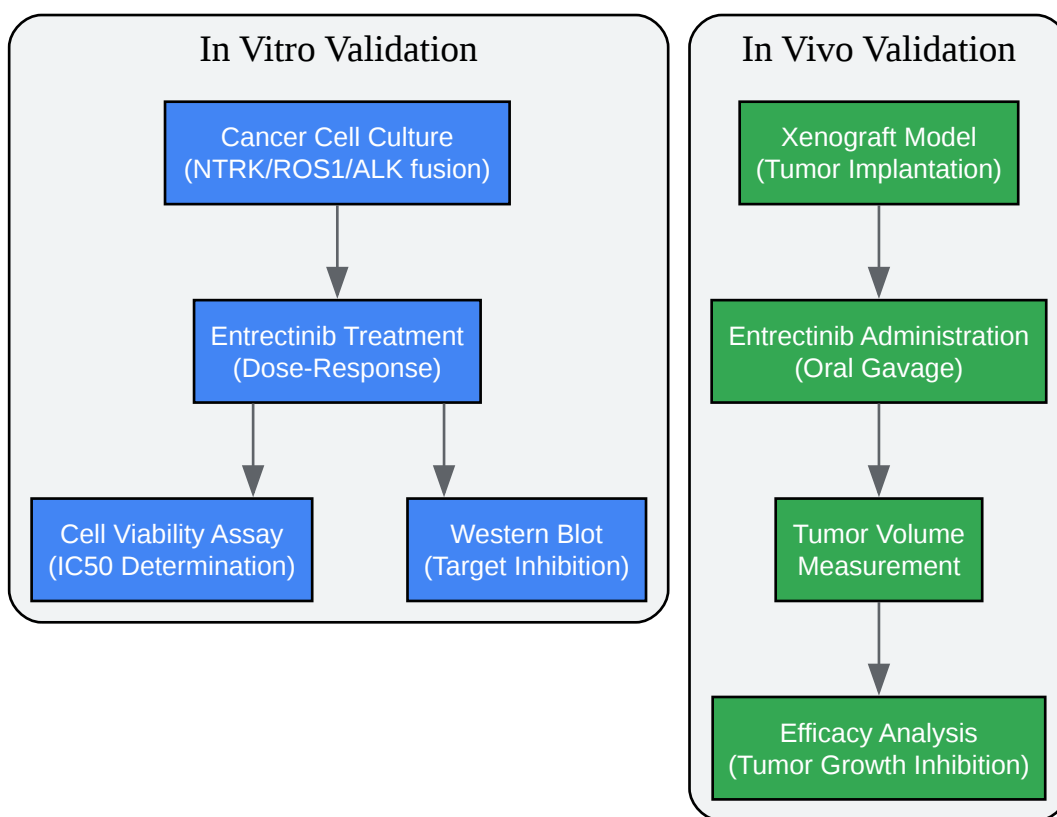 In Vitro Validation
Cancer Cell Culture
(NTRK/ROS1/ALK fusion)
Entrectinib Treatment
(Dose-Response)
Cell Viability Assay
(IC50 Determination)
Western Blot
(Target Inhibition)
In Vivo Validation
Xenograft Model
(Tumor Implantation)
Entrectinib Administration
(Oral Gavage)
Tumor Volume
Measurement
Efficacy Analysis
(Tumor Growth Inhibition)